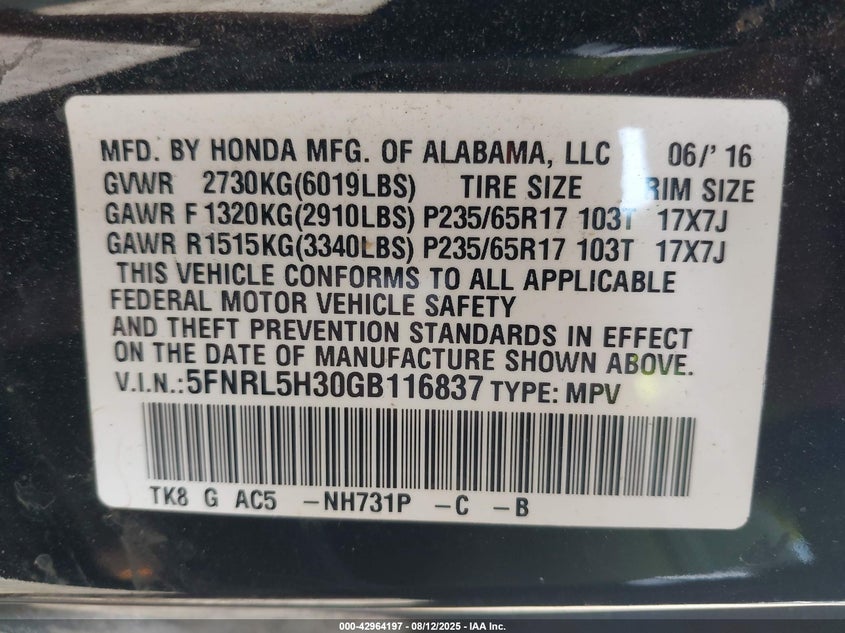 MFD. BY HONDA MFG. OF ALABAMA, LLC 06/' 16
GVWR 2730KG(6019LBS) TIRE SIZE RIM SIZE
GAWR F 1320KG(2910LBS) P235/65R17 103T 17X7J
GAWR R1515KG(3340LBS) P235/65R17 103T 17X7J
THIS VEHICLE CONFORMS TO ALL APPLICABLE
FEDERAL MOTOR VEHICLE SAFETY
AND THEFT PREVENTION STANDARDS IN EFFECT
ON THE DATE OF MANUFACTURE SHOWN ABOVE.
V.I.N.:5FNRL5H30GB116837 TYPE: MPV
TK8 G AC5 -NH731P -C -B
000-42964197 - 08/12/2025 - IAA Inc.